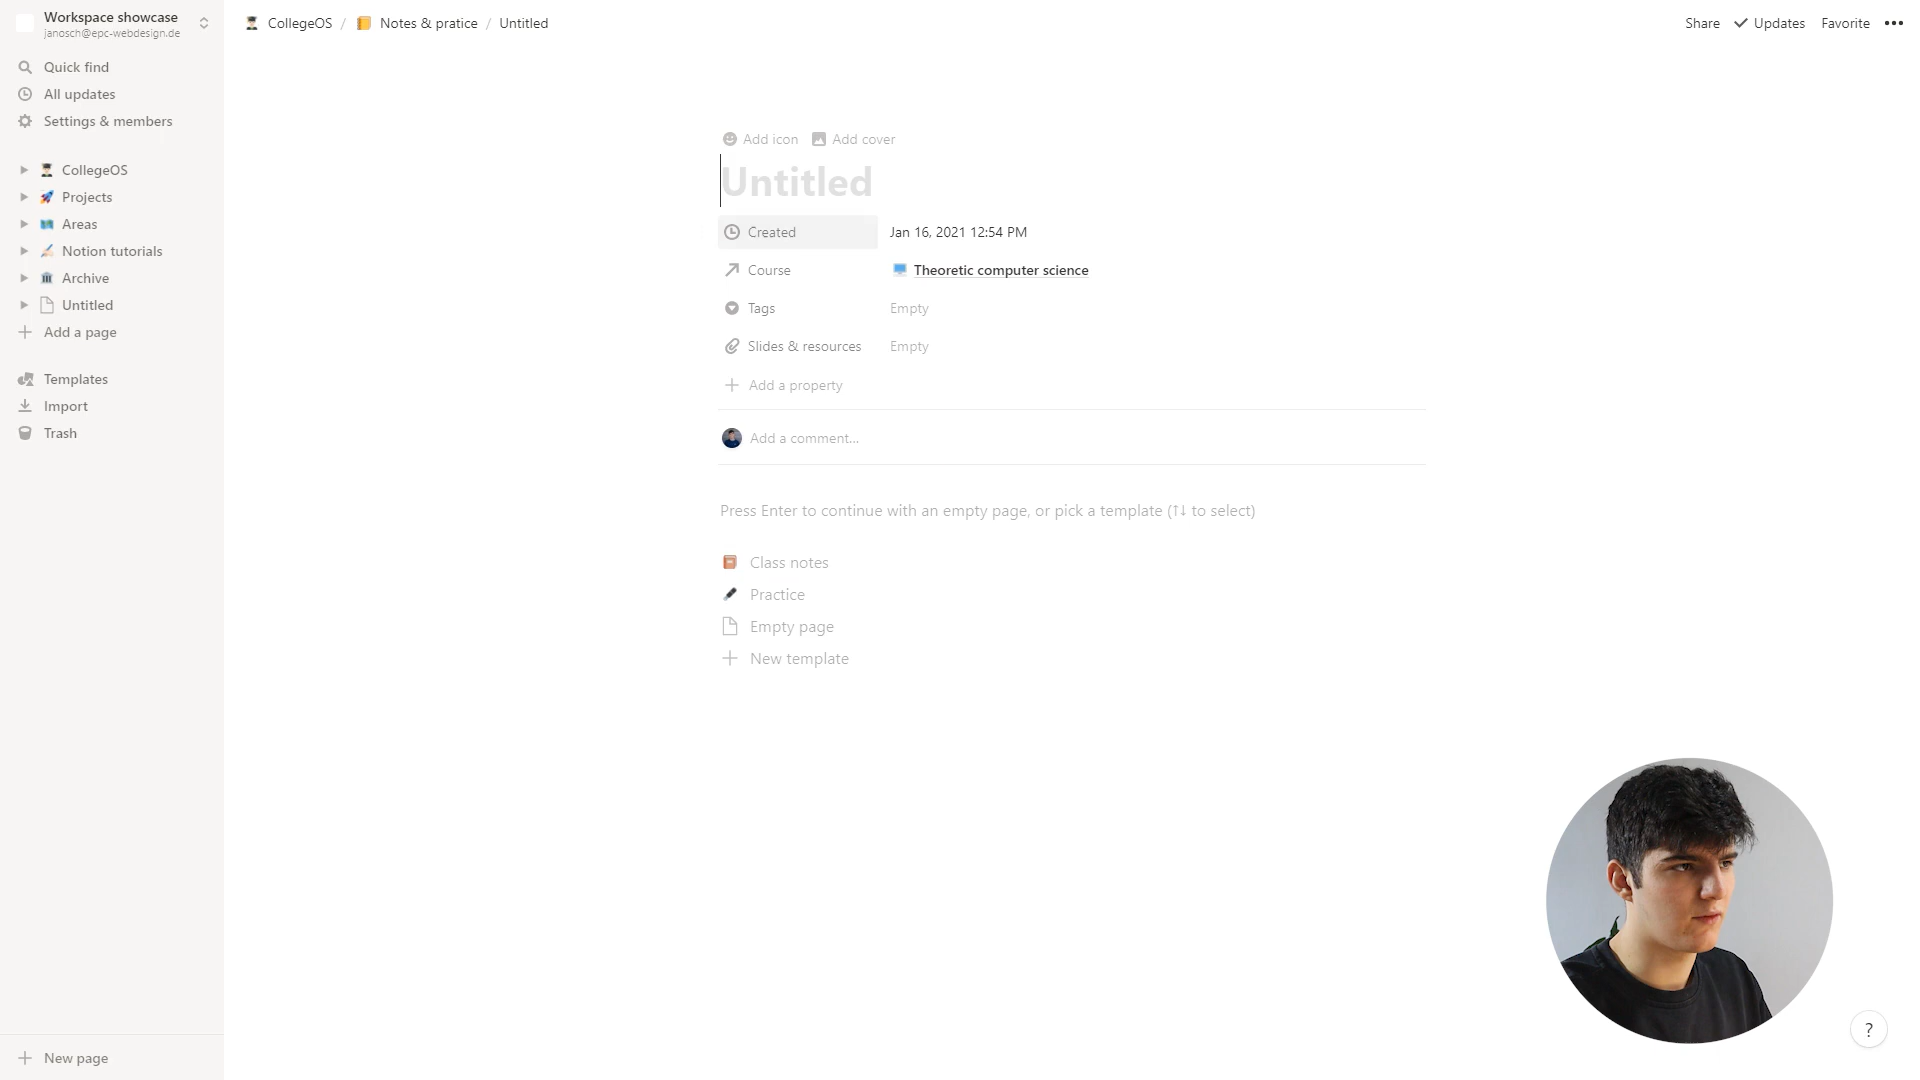 Workspace showcase
janosch@epc-webdesign.de
Quick find
All updates
Settings & members
CollegeOS
Projects
Areas
Notion tutorials
Archive
Untitled
Add a page
Templates
Import
Trash
New page
CollegeOS / Notes & pratice / Untitled
Share Updates Favorite
Add icon Add cover
Untitled
Created Jan 16, 2021 12:54 PM
Course Theoretic computer science
Tags Empty
Slides & resources Empty
Add a property
Add a comment...
Press Enter to continue with an empty page, or pick a template (↑↓ to select)
Class notes
Practice
Empty page
New template
?